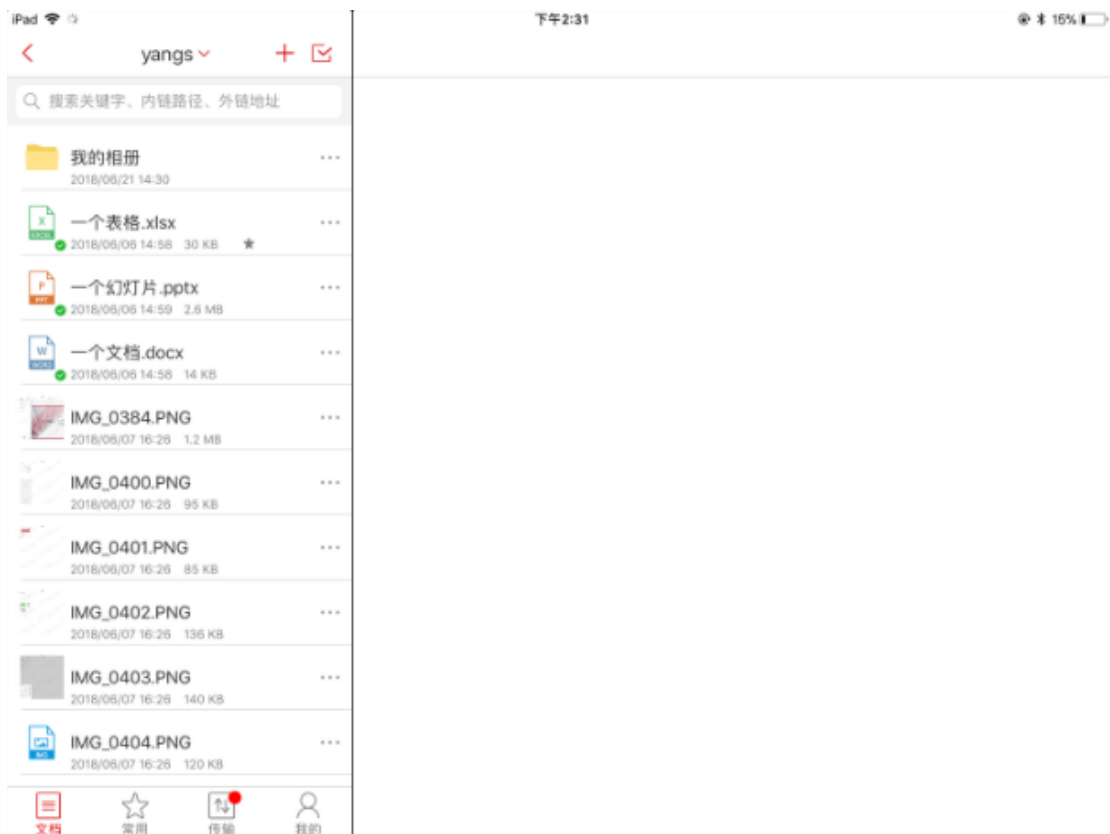 iPad 下午2:31 15%
yangs
搜索关键字、内链路径、外链地址
我的相册
2018/06/21 14:30
一个表格.xlsx
2018/06/06 14:58 30 KB
一个幻灯片.pptx
2018/06/06 14:59 2.6 MB
一个文档.docx
2018/06/06 14:58 14 KB
IMG_0384.PNG
2018/06/07 16:26 1.2 MB
IMG_0400.PNG
2018/06/07 16:26 95 KB
IMG_0401.PNG
2018/06/07 16:26 85 KB
IMG_0402.PNG
2018/06/07 16:26 136 KB
IMG_0403.PNG
2018/06/07 16:26 140 KB
IMG_0404.PNG
2018/06/07 16:26 120 KB
文档 常用 传输 我的